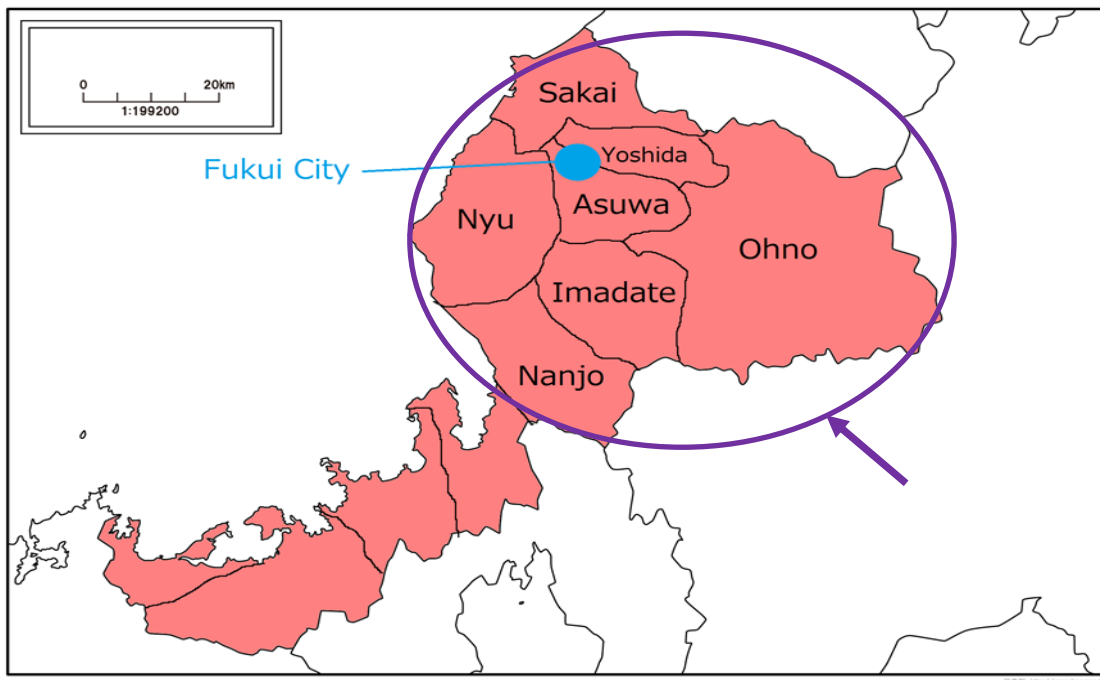 0 20km
1:199200
Sakai
Fukui City
Yoshida
Nyu
Asuwa
Ohno
Imadate
Nanjo